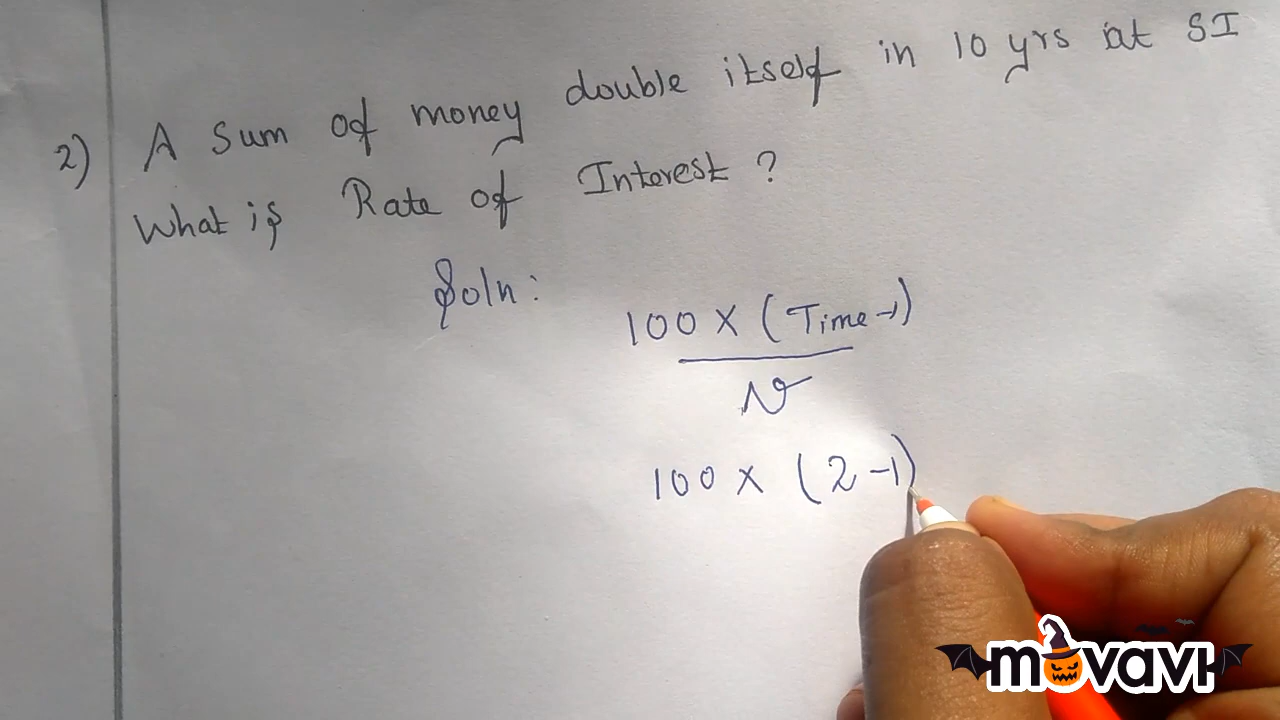 2) A Sum of money double itself in 10 yrs at SI
What is Rate of Interest ?
Soln :
100 × (Time-1)
N
100 × (2-1)
movavi